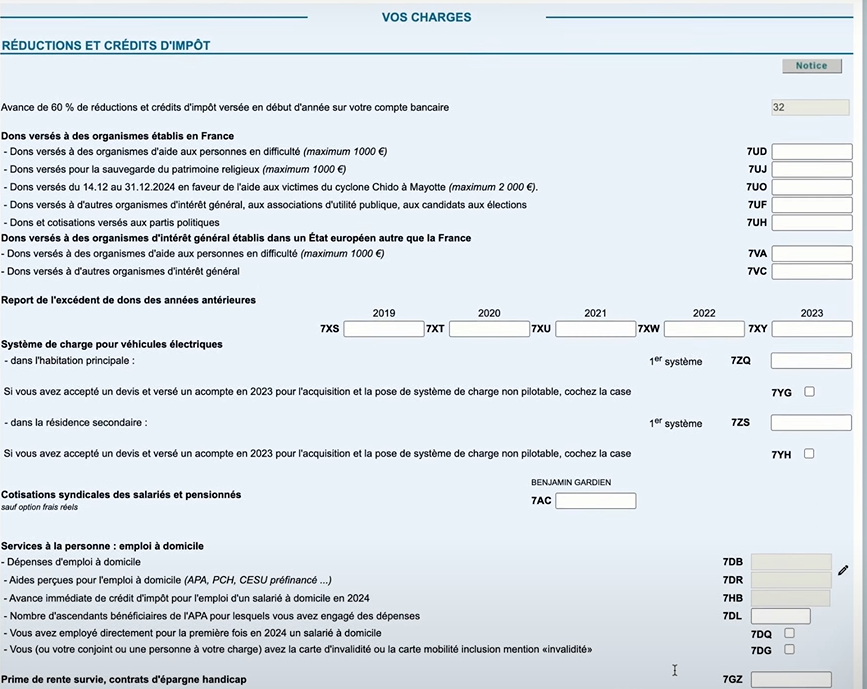 VOS CHARGES
RÉDUCTIONS ET CRÉDITS D'IMPÔT
Notice
Avance de 60 % de réductions et crédits d'impôt versée en début d'année sur votre compte bancaire 32
Dons versés à des organismes établis en France
- Dons versés à des organismes d'aide aux personnes en difficulté (maximum 1000 €) 7UD
- Dons versés pour la sauvegarde du patrimoine religieux (maximum 1000 €) 7UJ
- Dons versés du 14.12 au 31.12.2024 en faveur de l'aide aux victimes du cyclone Chido à Mayotte (maximum 2 000 €). 7UO
- Dons versés à d'autres organismes d'intérêt général, aux associations d'utilité publique, aux candidats aux élections 7UF
- Dons et cotisations versés aux partis politiques 7UH
Dons versés à des organismes d'intérêt général établis dans un État européen autre que la France
- Dons versés à des organismes d'aide aux personnes en difficulté (maximum 1000 €) 7VA
- Dons versés à d'autres organismes d'intérêt général 7VC
Report de l'excédent de dons des années antérieures
2019 2020 2021 2022 2023
7XS 7XT 7XU 7XW 7XY
Système de charge pour véhicules électriques
- dans l'habitation principale : 1er système 7ZQ
Si vous avez accepté un devis et versé un acompte en 2023 pour l'acquisition et la pose de système de charge non pilotable, cochez la case 7YG
- dans la résidence secondaire : 1er système 7ZS
Si vous avez accepté un devis et versé un acompte en 2023 pour l'acquisition et la pose de système de charge non pilotable, cochez la case 7YH
BENJAMIN GARDIEN
Cotisations syndicales des salariés et pensionnés 7AC
sauf option frais réels
Services à la personne : emploi à domicile
- Dépenses d'emploi à domicile 7DB
- Aides perçues pour l'emploi à domicile (APA, PCH, CESU préfinancé ...) 7DR
- Avance immédiate de crédit d'impôt pour l'emploi d'un salarié à domicile en 2024 7HB
- Nombre d'ascendants bénéficiaires de l'APA pour lesquels vous avez engagé des dépenses 7DL
- Vous avez employé directement pour la première fois en 2024 un salarié à domicile 7DQ
- Vous (ou votre conjoint ou une personne à votre charge) avez la carte d'invalidité ou la carte mobilité inclusion mention «invalidité» 7DG
Prime de rente survie, contrats d'épargne handicap 7GZ